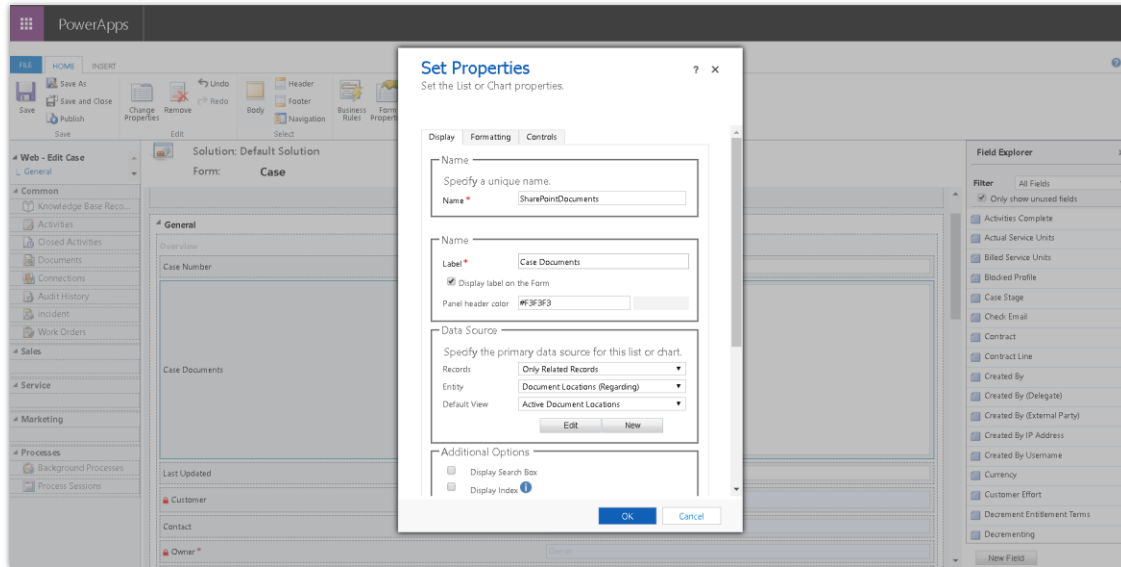 PowerApps
FILE HOME INSERT
Save
Save As
Save and Close
Publish
Save
Change Properties
Remove
Undo
Redo
Edit
Body
Header
Footer
Navigation
Select
Business Rules
Form
Web - Edit Case
General
Common
Knowledge Base Reco...
Activities
Closed Activities
Documents
Connections
Audit History
incident
Work Orders
Sales
Service
Marketing
Processes
Background Processes
Process Sessions
Solution: Default Solution
Form: Case
General
Overview
Case Number
Case Documents
Last Updated
Customer
Contact
Owner * Owner
Set Properties
? ×
Set the List or Chart properties.
Display Formatting Controls
Name
Specify a unique name.
Name * SharePointDocuments
Name
Label * Case Documents
Display label on the Form
Panel header color #F3F3F3
Data Source
Specify the primary data source for this list or chart.
Records Only Related Records
Entity Document Locations (Regarding)
Default View Active Document Locations
Edit New
Additional Options
Display Search Box
Display Index
OK Cancel
Field Explorer
Filter All Fields
Only show unused fields
Activities Complete
Actual Service Units
Billed Service Units
Blocked Profile
Case Stage
Check Email
Contract
Contract Line
Created By
Created By (Delegate)
Created By (External Party)
Created By IP Address
Created By Username
Currency
Customer Effort
Decrement Entitlement Terms
Decrementing
New Field